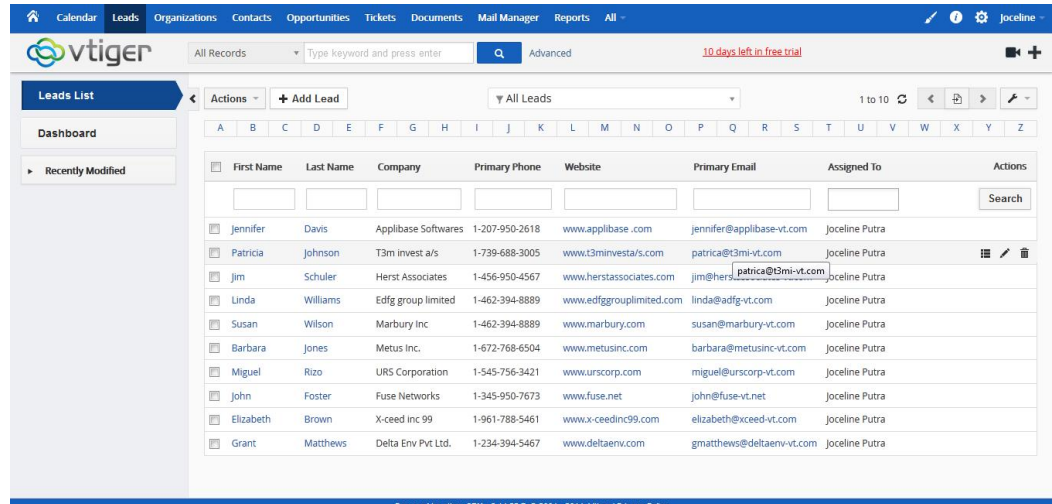 Calendar Leads Organizations Contacts Opportunities Tickets Documents Mail Manager Reports All Joceline
vtiger All Records Type keyword and press enter Advanced 10 days left in free trial
Leads List
Actions + Add Lead All Leads 1 to 10
Dashboard
A B C D E F G H I J K L M N O P Q R S T U V W X Y Z
Recently Modified
First Name Last Name Company Primary Phone Website Primary Email Assigned To Actions
Search
Jennifer Davis Applibase Softwares 1-207-950-2618 www.applibase .com jennifer@applibase-vt.com Joceline Putra
Patricia Johnson T3m invest a/s 1-739-688-3005 www.t3minvesta/s.com patrica@t3mi-vt.com Joceline Putra
patrica@t3mi-vt.com
Jim Schuler Herst Associates 1-456-950-4567 www.herstassociates.com Joceline Putra
Linda Williams Edfg group limited 1-462-394-8889 www.edfggrouplimited.com linda@adfg-vt.com Joceline Putra
Susan Wilson Marbury Inc 1-462-394-8889 www.marbury.com susan@marbury-vt.com Joceline Putra
Barbara Jones Metus Inc. 1-672-768-6504 www.metusinc.com barbara@metusinc-vt.com Joceline Putra
Miguel Rizo URS Corporation 1-545-756-3421 www.urscorp.com miguel@urscorp-vt.com Joceline Putra
John Foster Fuse Networks 1-345-950-7673 www.fuse.net john@fuse-vt.net Joceline Putra
Elizabeth Brown X-ceed inc 99 1-961-788-5461 www.x-ceedinc99.com elizabeth@xceed-vt.com Joceline Putra
Grant Matthews Delta Env Pvt Ltd. 1-234-394-5467 www.deltaenv.com gmatthews@deltaenv-vt.com Joceline Putra